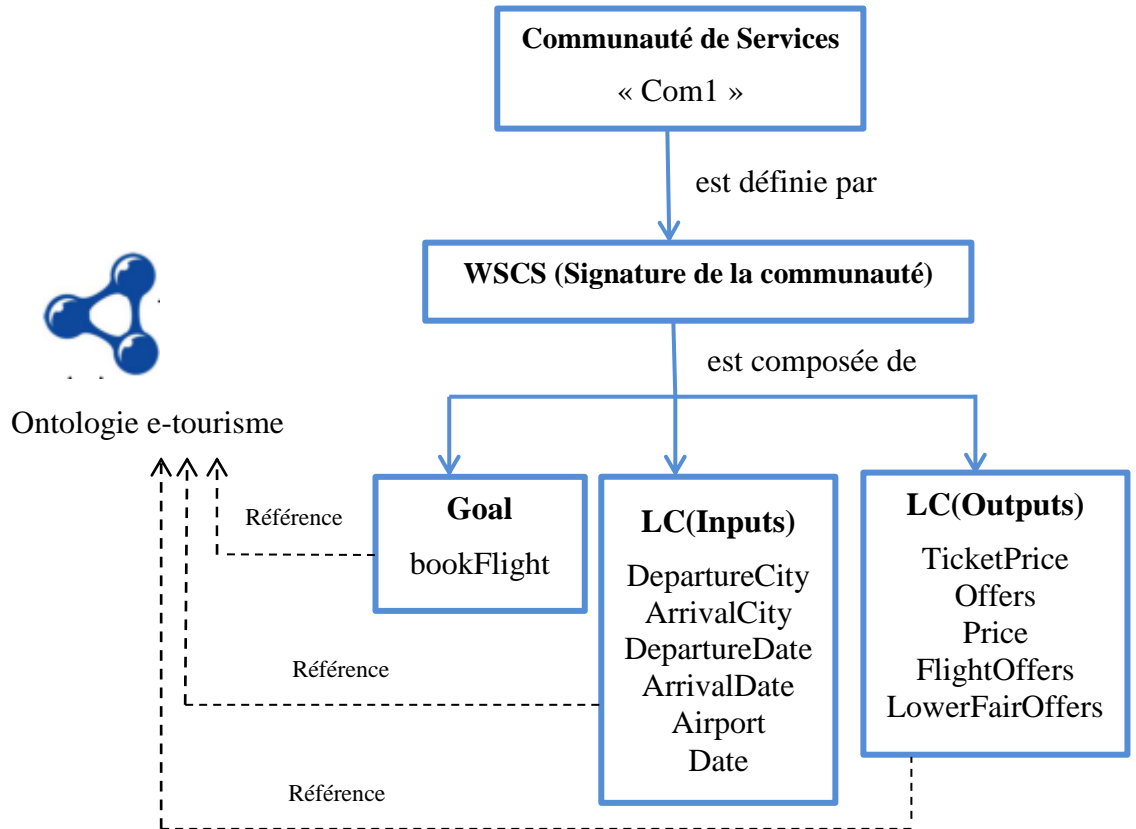 Communauté de Services
« Com1 »
est définie par
WSCS (Signature de la communauté)
est composée de
Ontologie e-tourisme
Référence
Goal
bookFlight
LC(Inputs)
DepartureCity
ArrivalCity
DepartureDate
ArrivalDate
Airport
Date
LC(Outputs)
TicketPrice
Offers
Price
FlightOffers
LowerFairOffers
Référence
Référence